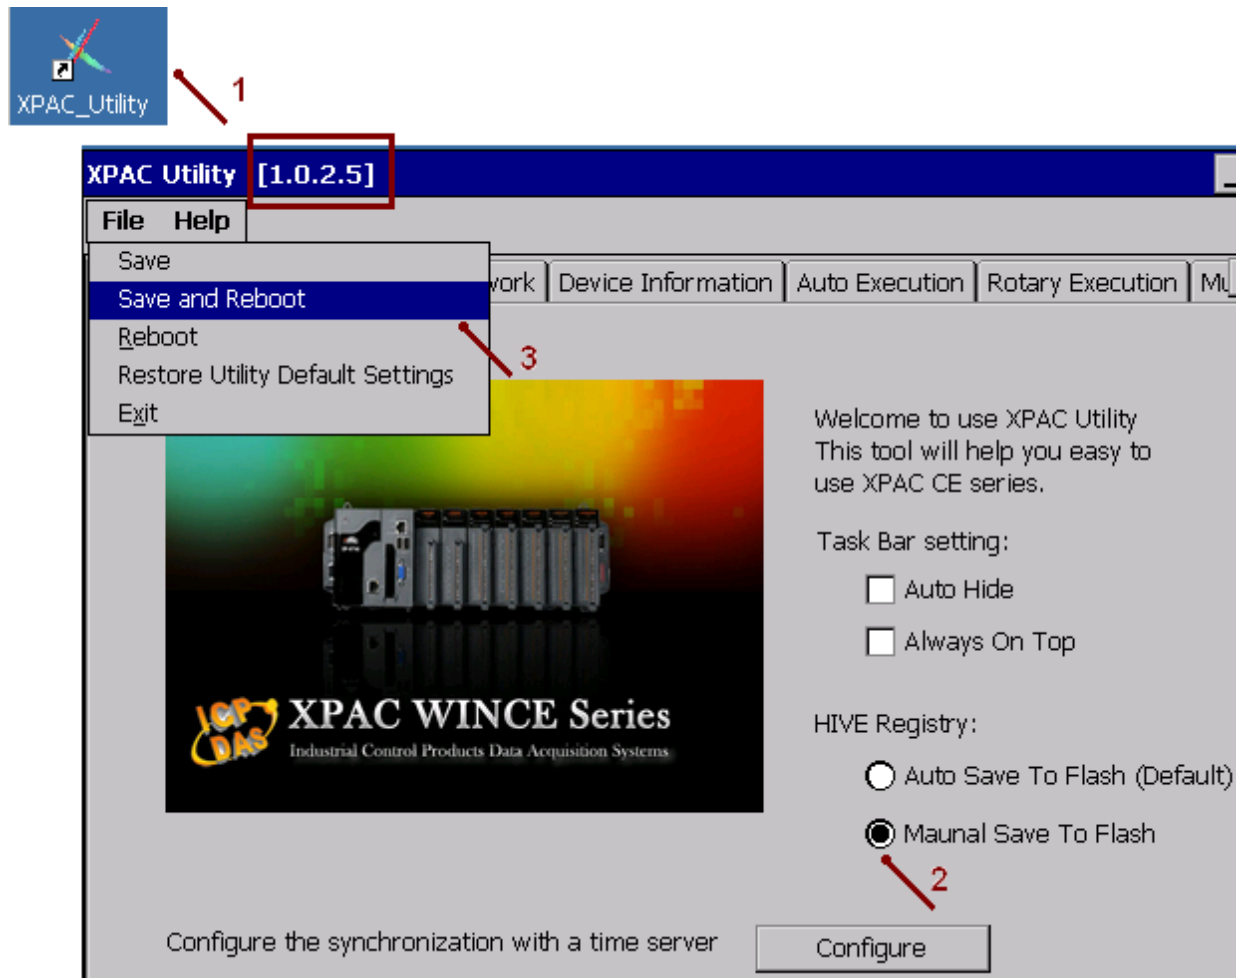 XPAC_Utility
1
XPAC Utility [1.0.2.5]
File Help
Save
Save and Reboot
Reboot
Restore Utility Default Settings
Exit
Device Information Auto Execution Rotary Execution
3
Welcome to use XPAC Utility
This tool will help you easy to
use XPAC CE series.
Task Bar setting:
Auto Hide
Always On Top
ICP
DAS
XPAC WINCE Series
Industrial Control Products Data Acquisition Systems
HIVE Registry:
Auto Save To Flash (Default)
Maunal Save To Flash
2
Configure the synchronization with a time server
Configure